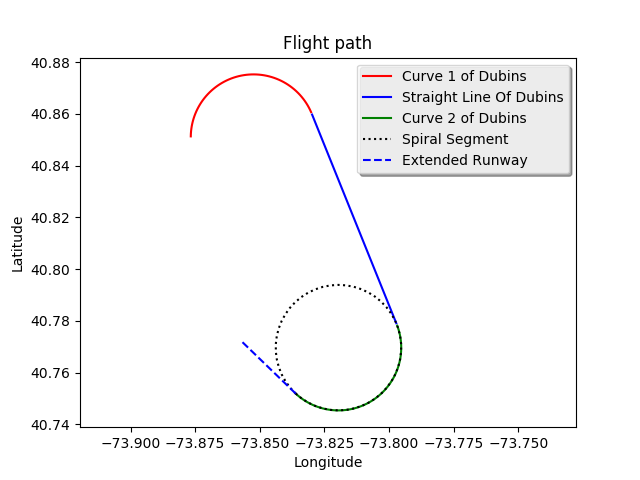 Flight path
Curve 1 of Dubins
Straight Line Of Dubins
Curve 2 of Dubins
Spiral Segment
Extended Runway
Latitude
40.88
40.86
40.84
40.82
40.80
40.78
40.76
40.74
−73.900 −73.875 −73.850 −73.825 −73.800 −73.775 −73.750
Longitude